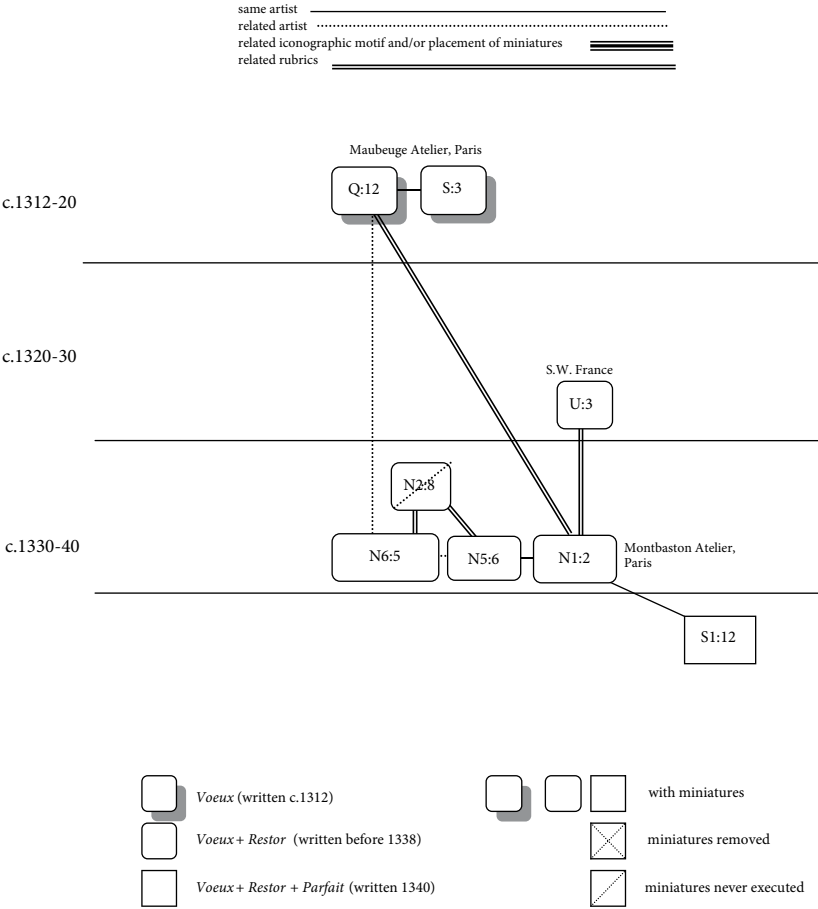 same artist
related artist
related iconographic motif and/or placement of miniatures
related rubrics
Maubeuge Atelier, Paris
Q:12
S:3
c.1312-20
c.1320-30
S.W. France
U:3
N2:8
c.1330-40
N6:5
N5:6
N1:2
Montbaston Atelier,
Paris
S1:12
Voeux (written c.1312)
with miniatures
Voeux + Restor (written before 1338)
miniatures removed
Voeux + Restor + Parfait (written 1340)
miniatures never executed